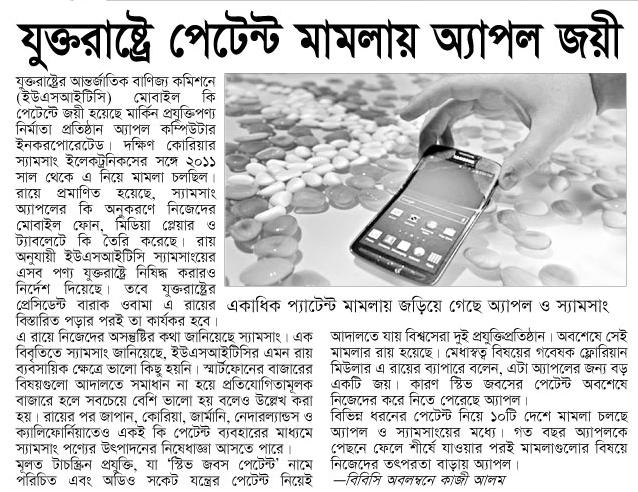 যুক্তরাষ্ট্রে পেটেন্ট মামলায় অ্যাপল জয়ী
যুক্তরাষ্ট্রের আন্তর্জাতিক বাণিজ্য কমিশনে
(ইউএসআইটিসি) মোবাইল কি
পেটেন্টে জয়ী হয়েছে মার্কিন প্রযুক্তিপণ্য
নির্মাতা প্রতিষ্ঠান অ্যাপল কম্পিউটার
ইনকরপোরেটেড। দক্ষিণ কোরিয়ার
স্যামসাং ইলেকট্রনিকসের সঙ্গে ২০১১
সাল থেকে এ নিয়ে মামলা চলছিল।
রায়ে প্রমাণিত হয়েছে, স্যামসাং
অ্যাপলের কি অনুকরণে নিজেদের
মোবাইল ফোন, মিডিয়া প্লেয়ার ও
ট্যাবলেটে কি তৈরি করেছে। রায়
অনুযায়ী ইউএসআইটিসি স্যামসাংয়ের
এসব পণ্য যুক্তরাষ্ট্রে নিষিদ্ধ করারও
নির্দেশ দিয়েছে। তবে যুক্তরাষ্ট্রের
প্রেসিডেন্ট বারাক ওবামা এ রায়ের
বিস্তারিত পড়ার পরই তা কার্যকর হবে।
এ রায়ে নিজেদের অসন্তুষ্টির কথা জানিয়েছে স্যামসাং। এক
বিবৃতিতে স্যামসাং জানিয়েছে, ইউএসআইটিসির এমন রায়
ব্যবসায়িক ক্ষেত্রে ভালো কিছু হয়নি। স্মার্টফোনের বাজারের
বিষয়গুলো আদালতে সমাধান না হয়ে প্রতিযোগিতামূলক
বাজারে হলে সবচেয়ে বেশি ভালো হয় বলেও উল্লেখ করা
হয়। রায়ের পর জাপান, কোরিয়া, জার্মানি, নেদারল্যান্ডস ও
ক্যালিফোর্নিয়াতেও একই কি পেটেন্ট ব্যবহারের মাধ্যমে
স্যামসাং পণ্যের উৎপাদনের নিষেধাজ্ঞা আসতে পারে।
মূলত টাচস্ক্রিন প্রযুক্তি, যা ‘স্টিভ জবস পেটেন্ট’ নামে
পরিচিত এবং অডিও সকেট যন্ত্রের পেটেন্ট নিয়েই
একাধিক প্যাটেন্ট মামলায় জড়িয়ে গেছে অ্যাপল ও স্যামসাং
আদালতে যায় বিশ্বসেরা দুই প্রযুক্তিপ্রতিষ্ঠান। অবশেষে সেই
মামলার রায় হয়েছে। মেধাস্বত্ব বিষয়ের গবেষক ফ্লোরিয়ান
মিউলার এ রায়ের ব্যাপারে বলেন, এটা অ্যাপলের জন্য বড়
একটি জয়। কারণ স্টিভ জবসের পেটেন্ট অবশেষে
নিজেদের করে নিতে পেরেছে অ্যাপল।
বিভিন্ন ধরনের পেটেন্ট নিয়ে ১০টি দেশে মামলা চলছে
অ্যাপল ও স্যামসাংয়ের মধ্যে। গত বছর অ্যাপলকে
পেছনে ফেলে শীর্ষে যাওয়ার পরই মামলাগুলোর বিষয়ে
নিজেদের তৎপরতা বাড়ায় অ্যাপল।
—বিবিসি অবলম্বনে কাজী আলম